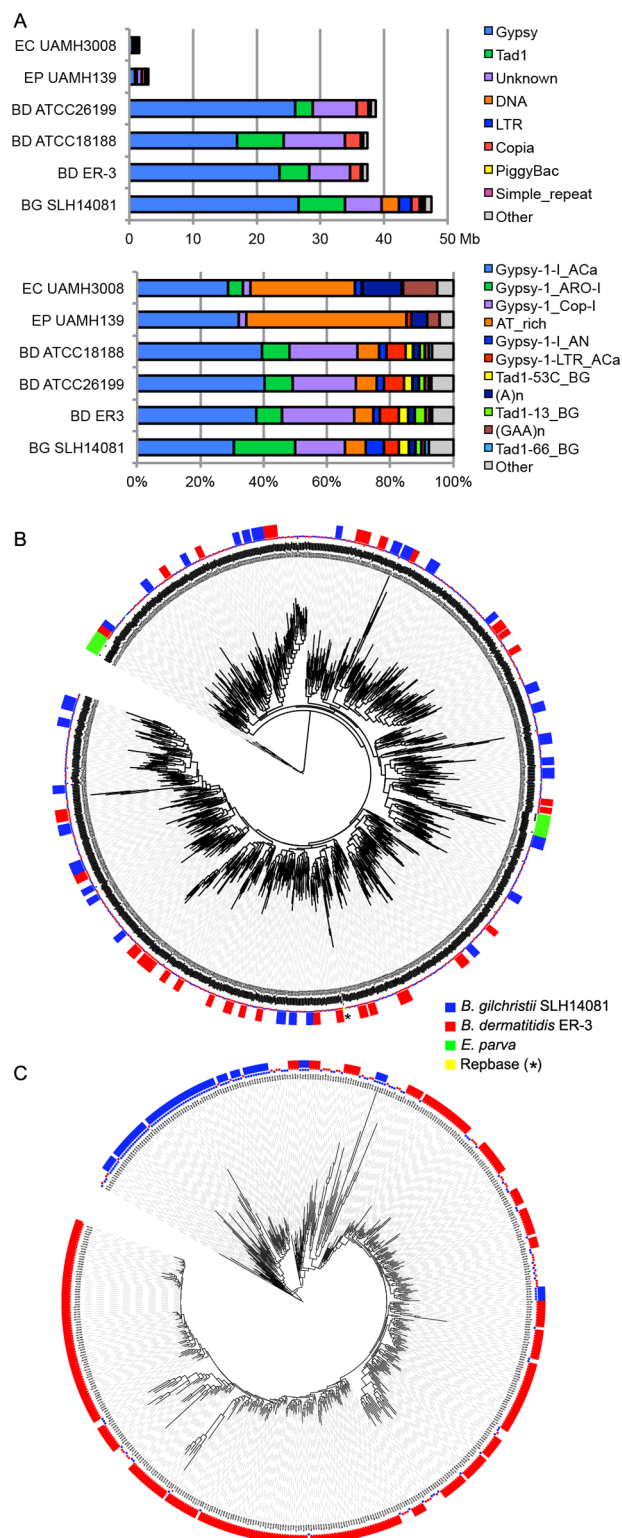 A
EC UAMH3008
EP UAMH139
BD ATCC26199
BD ATCC18188
BD ER-3
BG SLH14081
0 10 20 30 40 50 Mb
Gypsy
Tad1
Unknown
DNA
LTR
Copia
PiggyBac
Simple_repeat
Other
EC UAMH3008
EP UAMH139
BD ATCC18188
BD ATCC26199
BD ER3
BG SLH14081
0% 20% 40% 60% 80% 100%
Gypsy-1-I_ACa
Gypsy-1_ARO-I
Gypsy-1_Cop-I
AT_rich
Gypsy-1-I_AN
Gypsy-1-LTR_ACa
Tad1-53C_BG
(A)n
Tad1-13_BG
(GAA)n
Tad1-66_BG
Other
B
*
B. gilchristii SLH14081
B. dermatitidis ER-3
E. parva
Repbase (*)
C